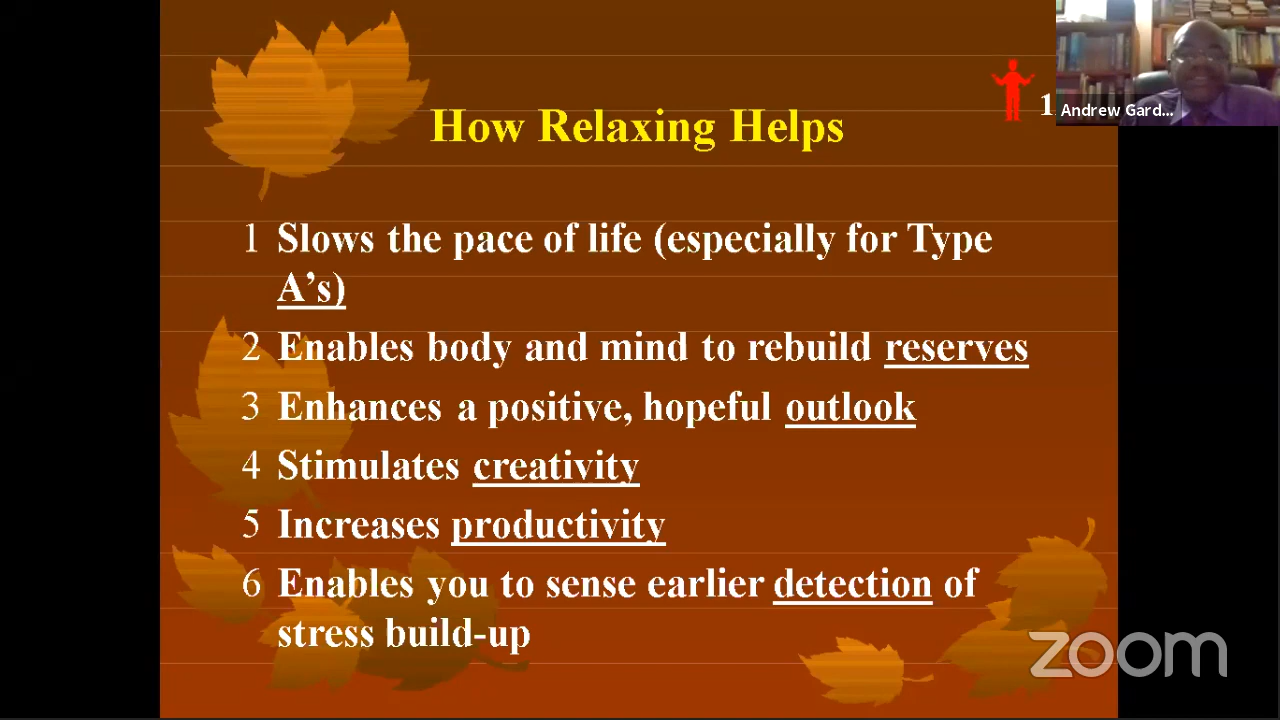 How Relaxing Helps
1
Andrew Gard...
1 Slows the pace of life (especially for Type
A’s)
2 Enables body and mind to rebuild reserves
3 Enhances a positive, hopeful outlook
4 Stimulates creativity
5 Increases productivity
6 Enables you to sense earlier detection of
stress build-up
zoom